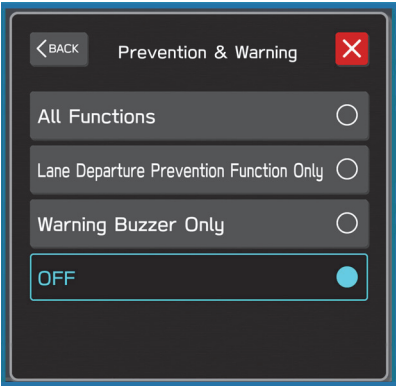 BACK
Prevention & Warning
All Functions
Lane Departure Prevention Function Only
Warning Buzzer Only
OFF